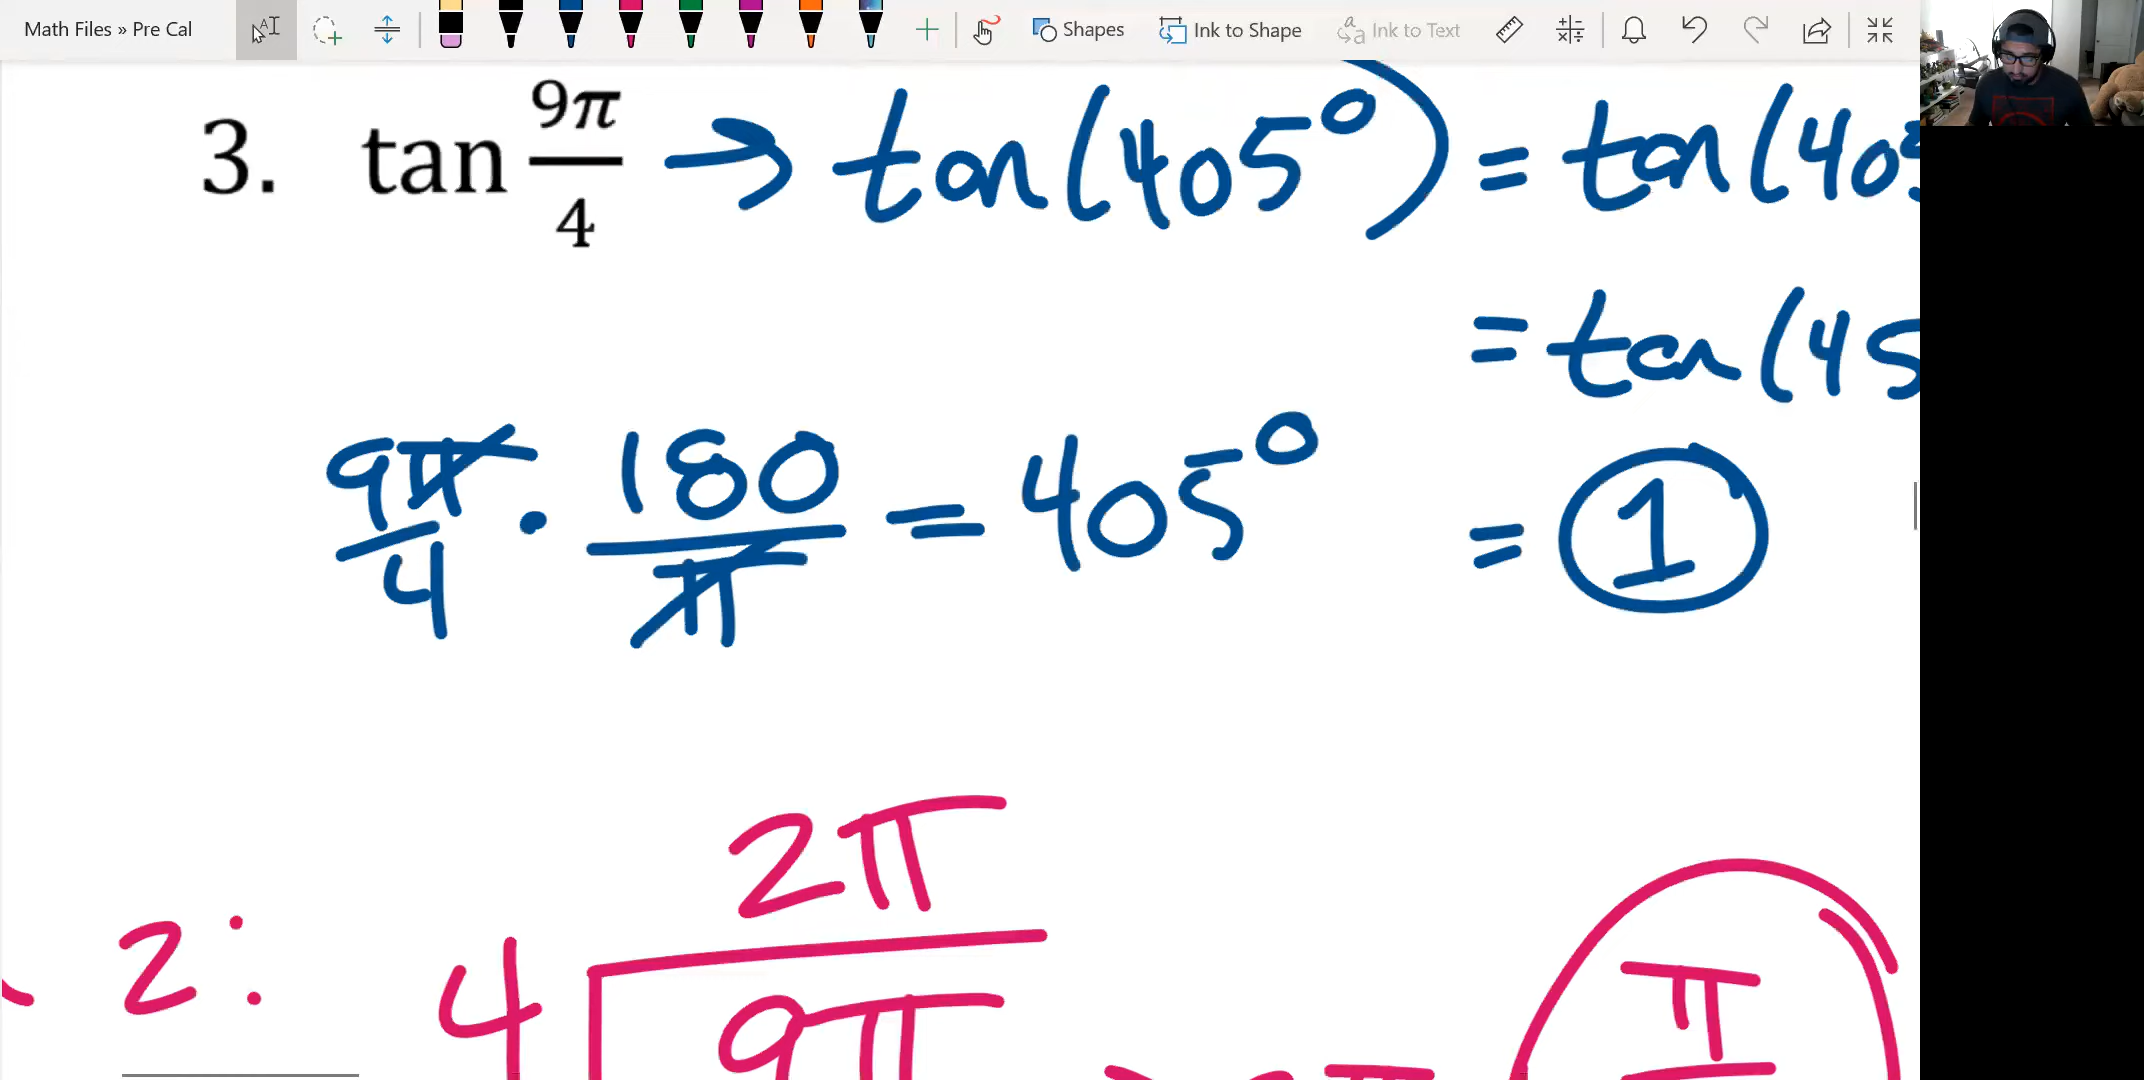 Math Files » Pre Cal Shapes Ink to Shape Ink to Text
3. tan 9π/4 → tan(405°) = tan(405
= tan(45
9π/4 · 180/π = 405°
= 1
2π
2: 4 9π
π